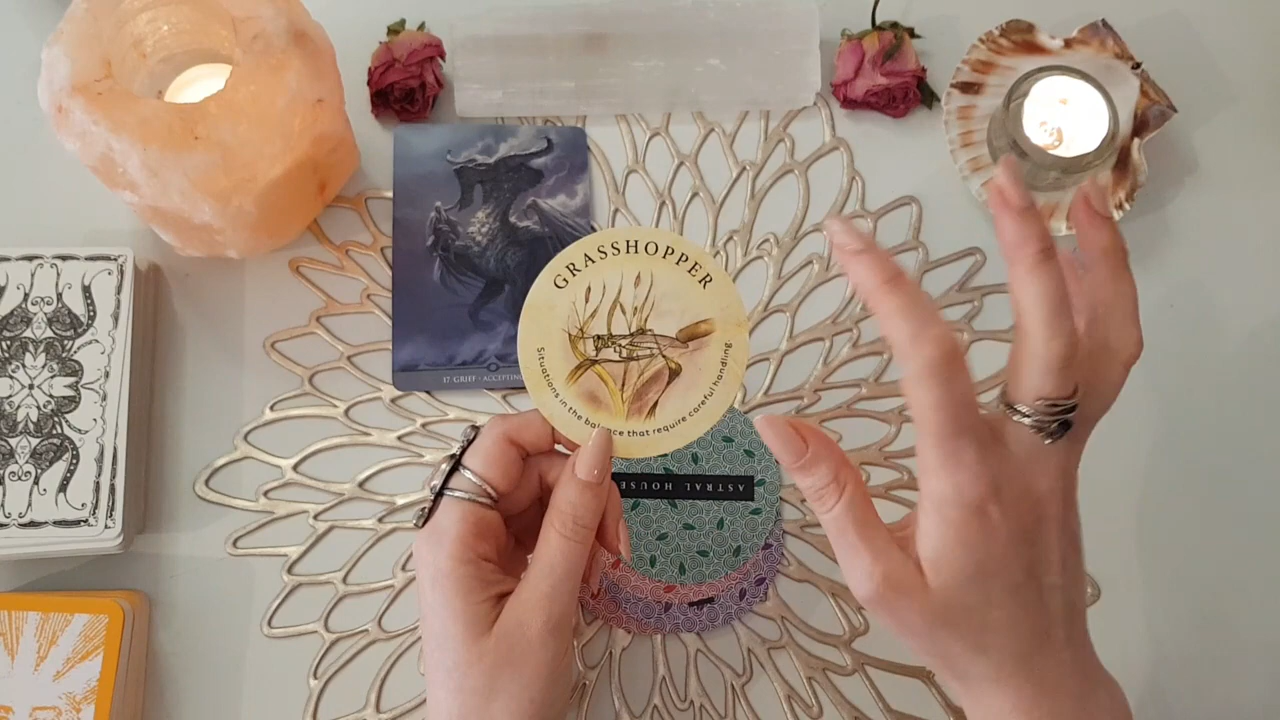 GRASSHOPPER
Situations in the balance that require careful handling.
17 GRIEF · ACCEPTING
ASTRAL HOUSE